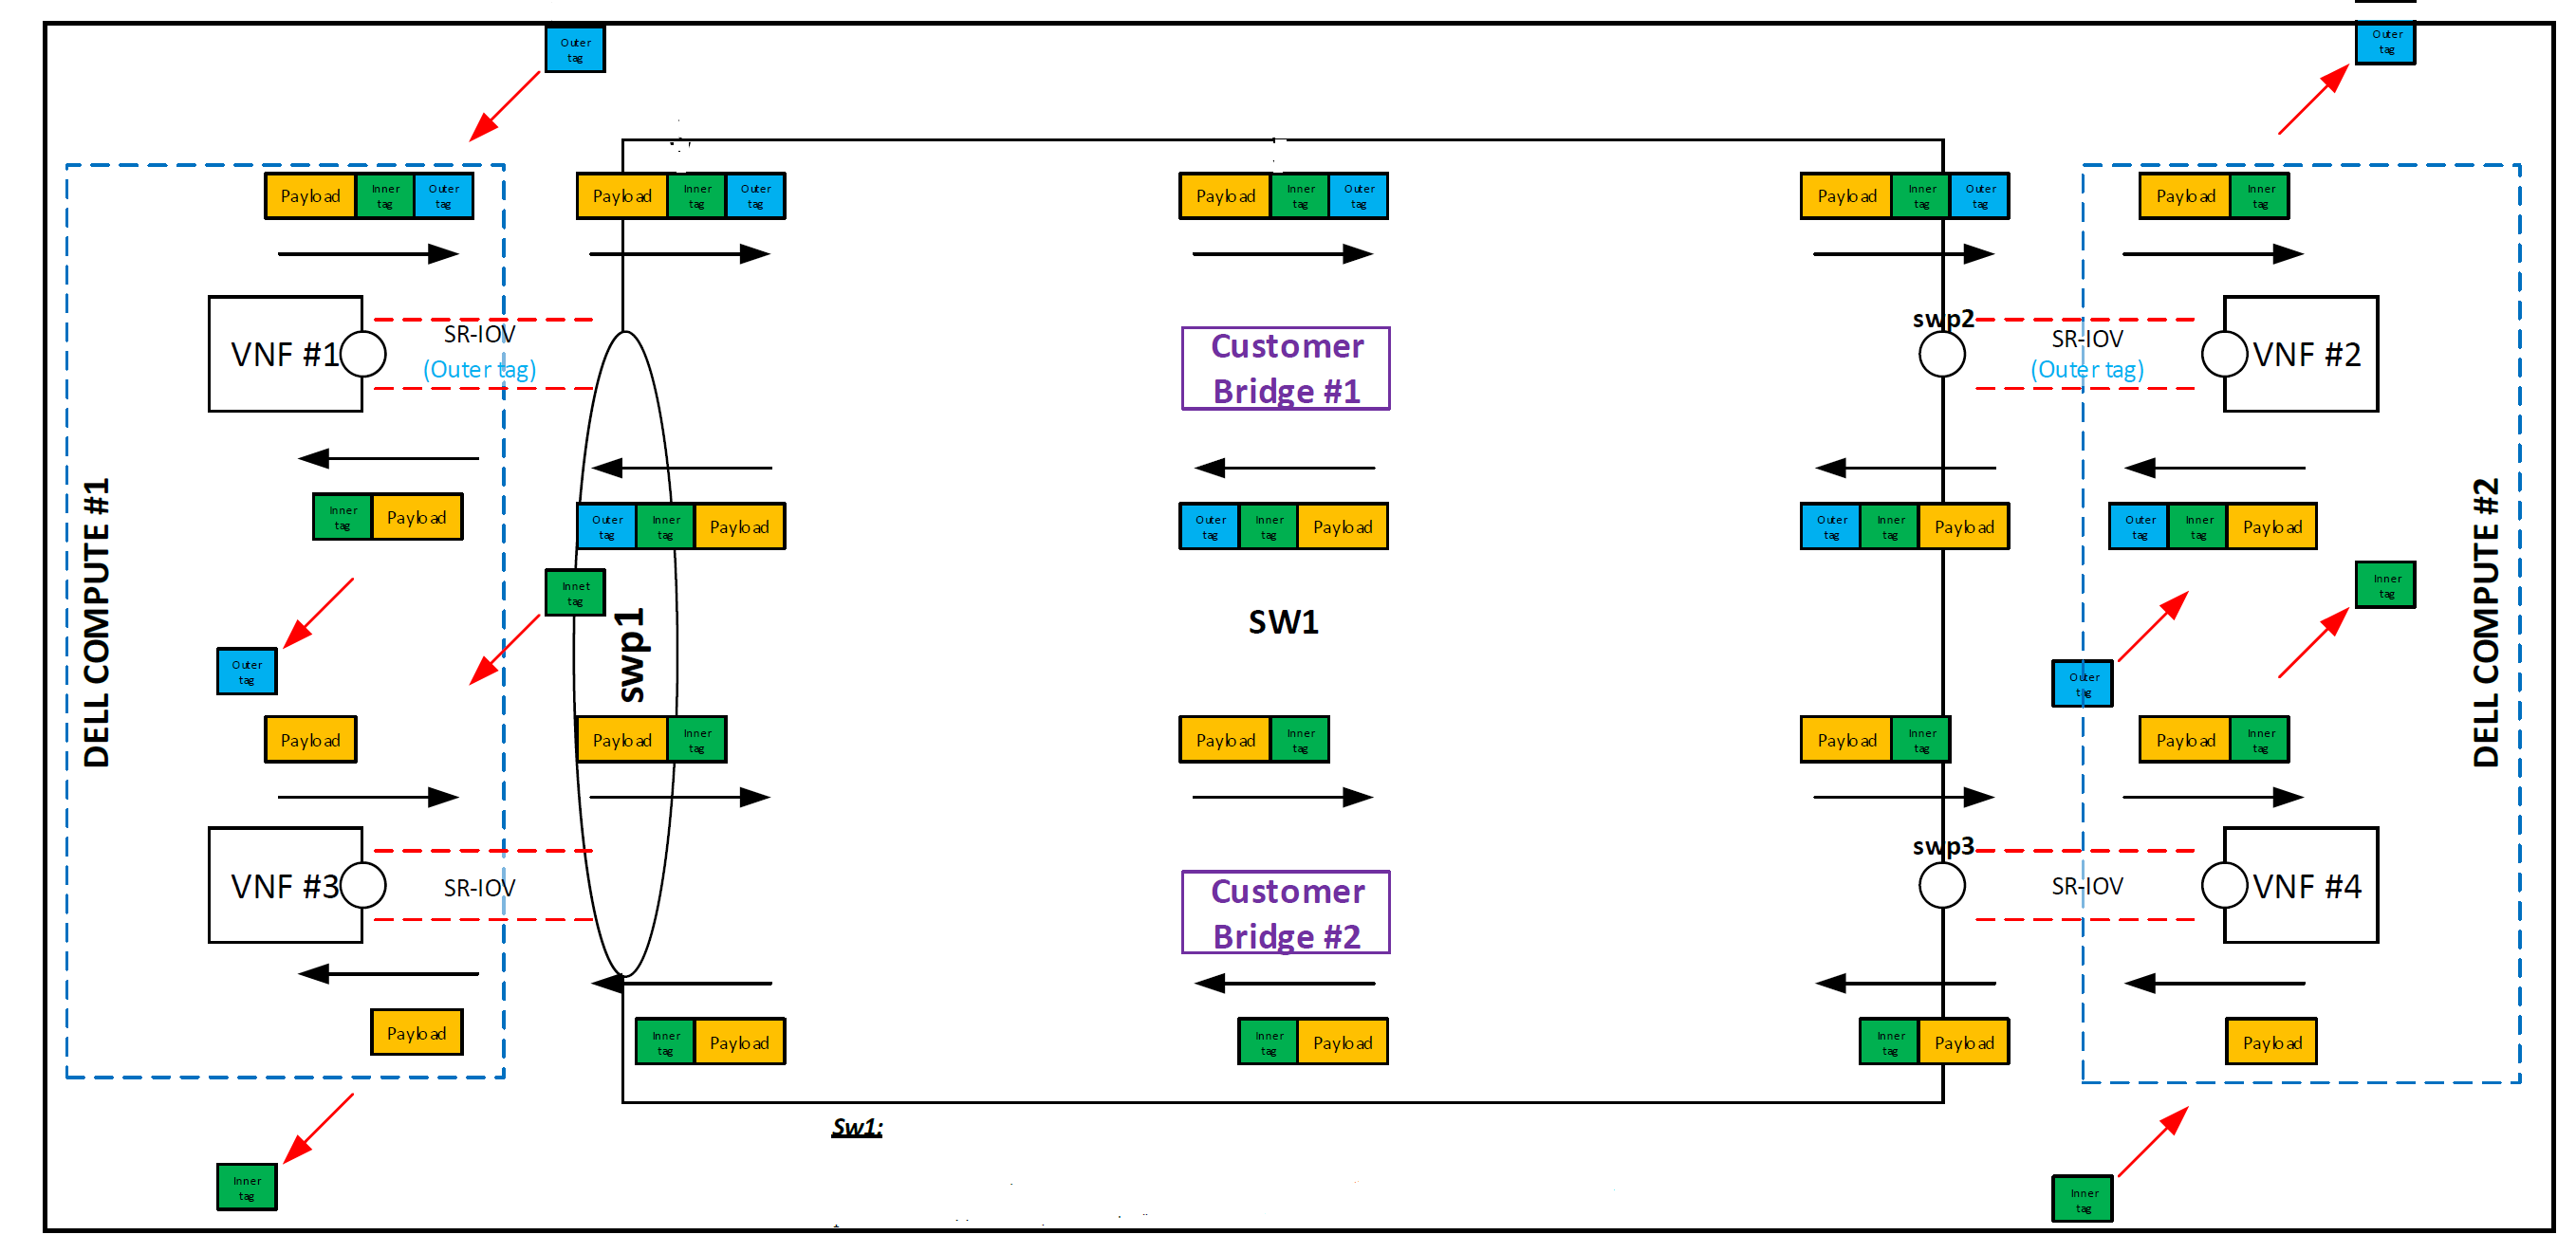 Outer
tag
Outer
tag
Payload
Inner
tag
Outer
tag
Payload
Inner
tag
Outer
tag
Payload
Inner
tag
Outer
tag
Payload
Inner
tag
Outer
tag
Payload
Inner
tag
VNF #1
SR-IOV
(Outer tag)
Customer
Bridge #1
swp2
SR-IOV
(Outer tag)
VNF #2
DELL COMPUTE #1
Inner
tag
Payload
Outer
tag
Inner
tag
Payload
Outer
tag
Inner
tag
Payload
Outer
tag
Inner
tag
Payload
Outer
tag
Inner
tag
Payload
DELL COMPUTE #2
Innet
tag
swp1
SW1
Inner
tag
Outer
tag
Outer
tag
Payload
Payload
Inner
tag
Payload
Inner
tag
Payload
Inner
tag
Payload
Inner
tag
VNF #3
SR-IOV
Customer
Bridge #2
swp3
SR-IOV
VNF #4
Payload
Inner
tag
Payload
Inner
tag
Payload
Inner
tag
Payload
Payload
Sw1:
Inner
tag
Inner
tag